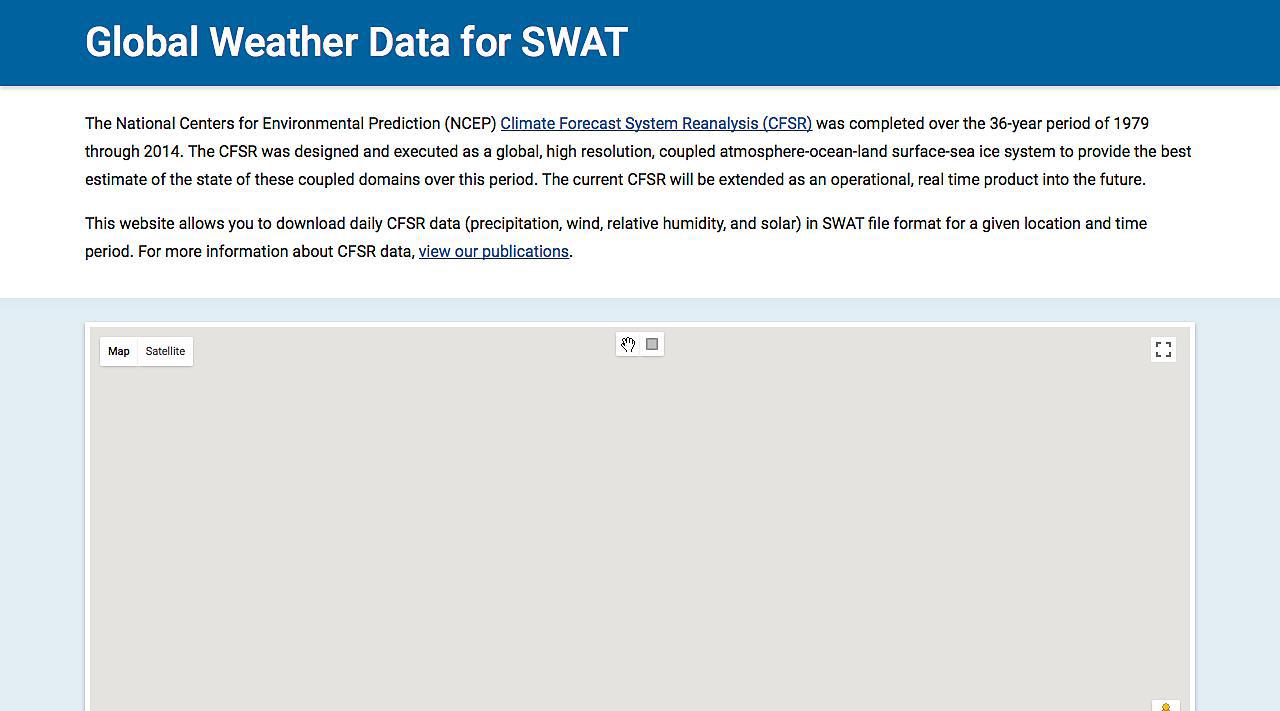 Global Weather Data for SWAT
The National Centers for Environmental Prediction (NCEP) Climate Forecast System Reanalysis (CFSR) was completed over the 36-year period of 1979
through 2014. The CFSR was designed and executed as a global, high resolution, coupled atmosphere-ocean-land surface-sea ice system to provide the best
estimate of the state of these coupled domains over this period. The current CFSR will be extended as an operational, real time product into the future.
This website allows you to download daily CFSR data (precipitation, wind, relative humidity, and solar) in SWAT file format for a given location and time
period. For more information about CFSR data, view our publications.
Map Satellite